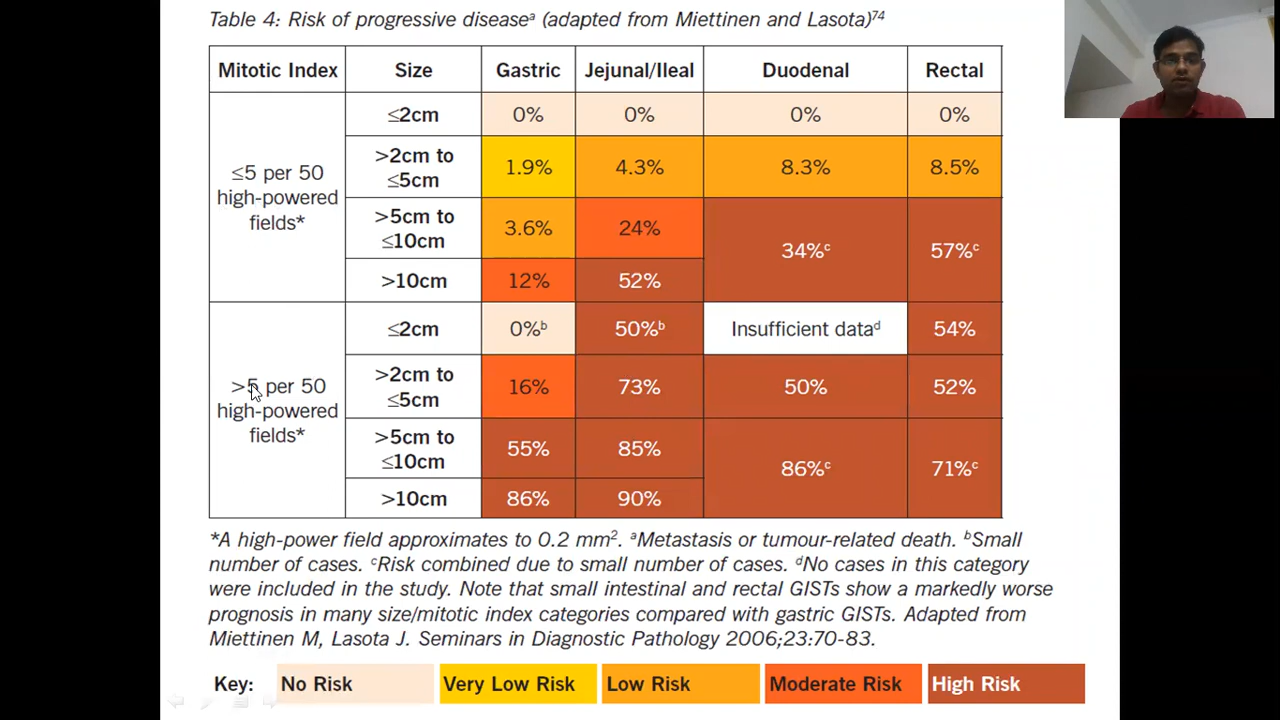 Table 4: Risk of progressive diseaseᵃ (adapted from Miettinen and Lasota)⁷⁴
Mitotic Index Size Gastric Jejunal/Ileal Duodenal Rectal
≤5 per 50
high-powered
fields*
≤2cm 0% 0% 0% 0%
>2cm to
≤5cm
1.9% 4.3% 8.3% 8.5%
>5cm to
≤10cm
3.6% 24% 34%ᶜ 57%ᶜ
>10cm 12% 52%
>5 per 50
high-powered
fields*
≤2cm 0%ᵇ 50%ᵇ Insufficient dataᵈ 54%
>2cm to
≤5cm
16% 73% 50% 52%
>5cm to
≤10cm
55% 85% 86%ᶜ 71%ᶜ
>10cm 86% 90%
*A high-power field approximates to 0.2 mm². ᵃMetastasis or tumour-related death. ᵇSmall
number of cases. ᶜRisk combined due to small number of cases. ᵈNo cases in this category
were included in the study. Note that small intestinal and rectal GISTs show a markedly worse
prognosis in many size/mitotic index categories compared with gastric GISTs. Adapted from
Miettinen M, Lasota J. Seminars in Diagnostic Pathology 2006;23:70-83.
Key: No Risk Very Low Risk Low Risk Moderate Risk High Risk